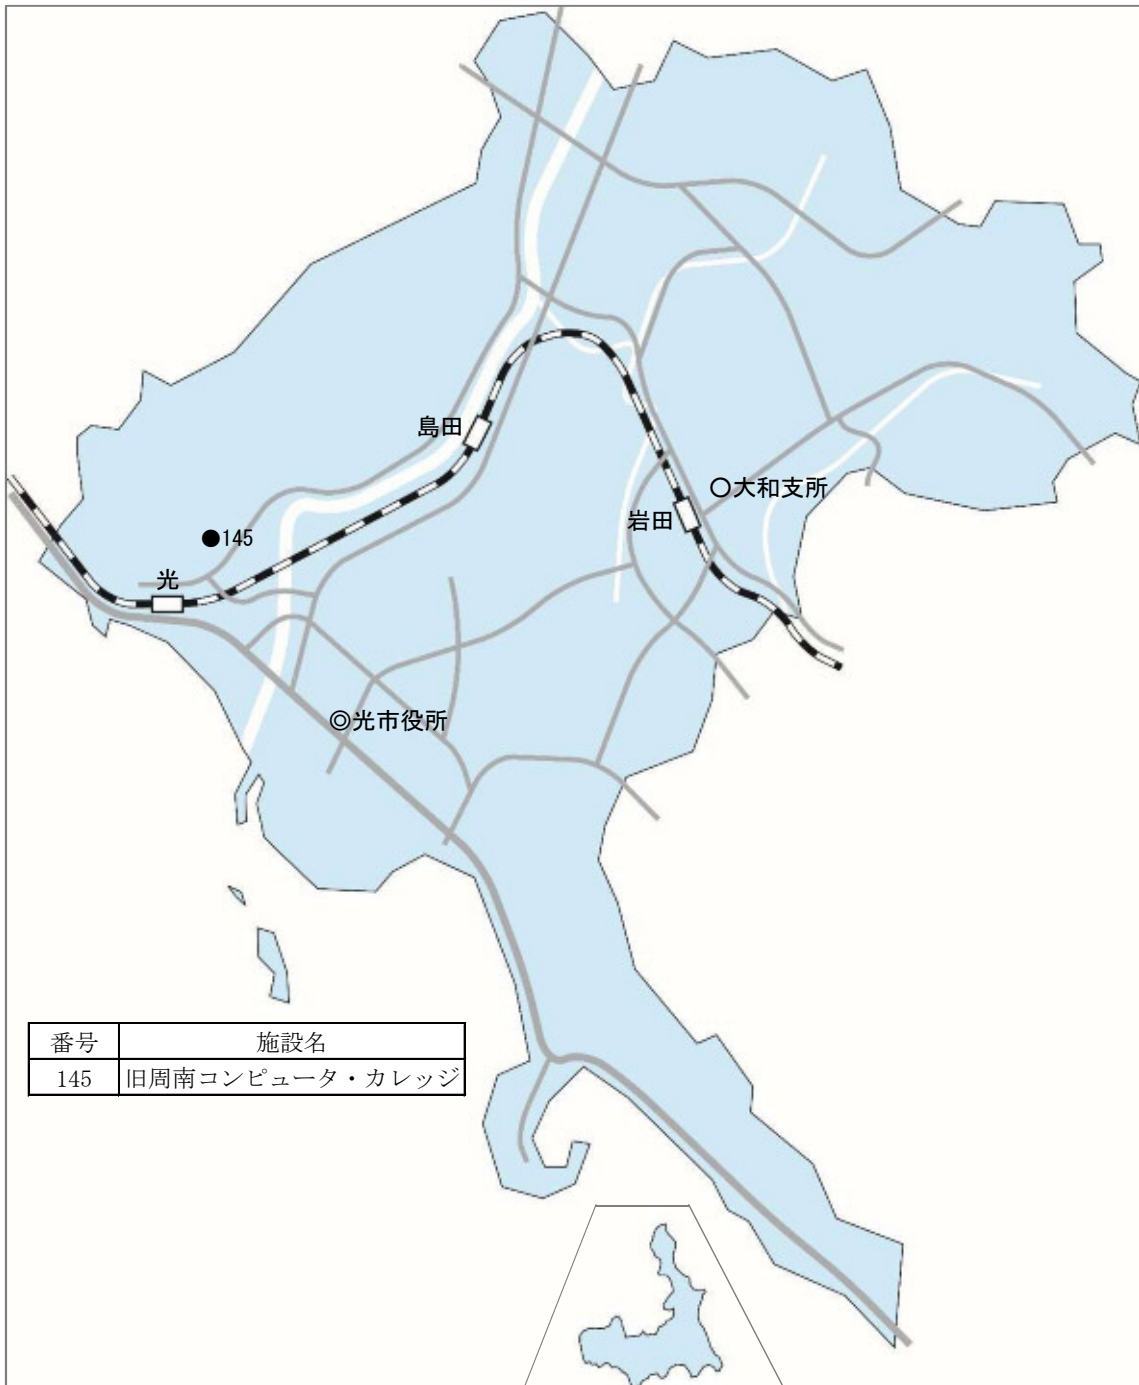 島田
○大和支所
岩田
●145
光
◎光市役所
番号 施設名
145 旧周南コンピュータ・カレッジ